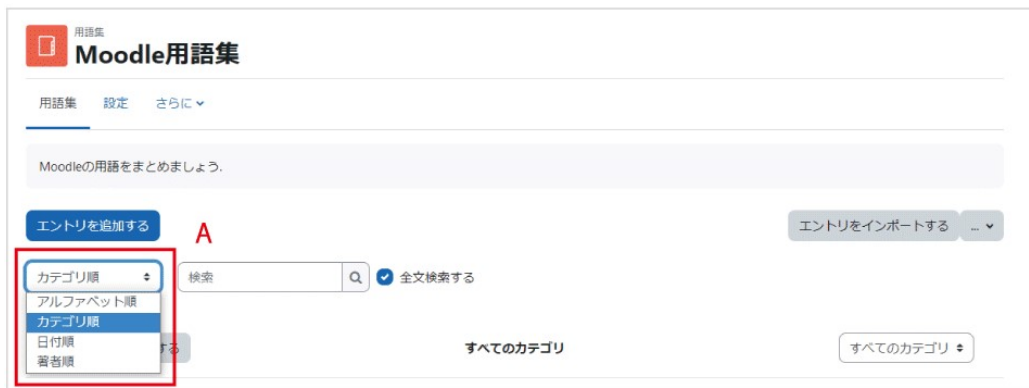 用語集
Moodle用語集
用語集 設定 さらに
Moodleの用語をまとめましょう.
エントリを追加する A エントリをインポートする ...
カテゴリ順 検索 全文検索する
アルファベット順
カテゴリ順
日付順
著者順
る すべてのカテゴリ すべてのカテゴリ